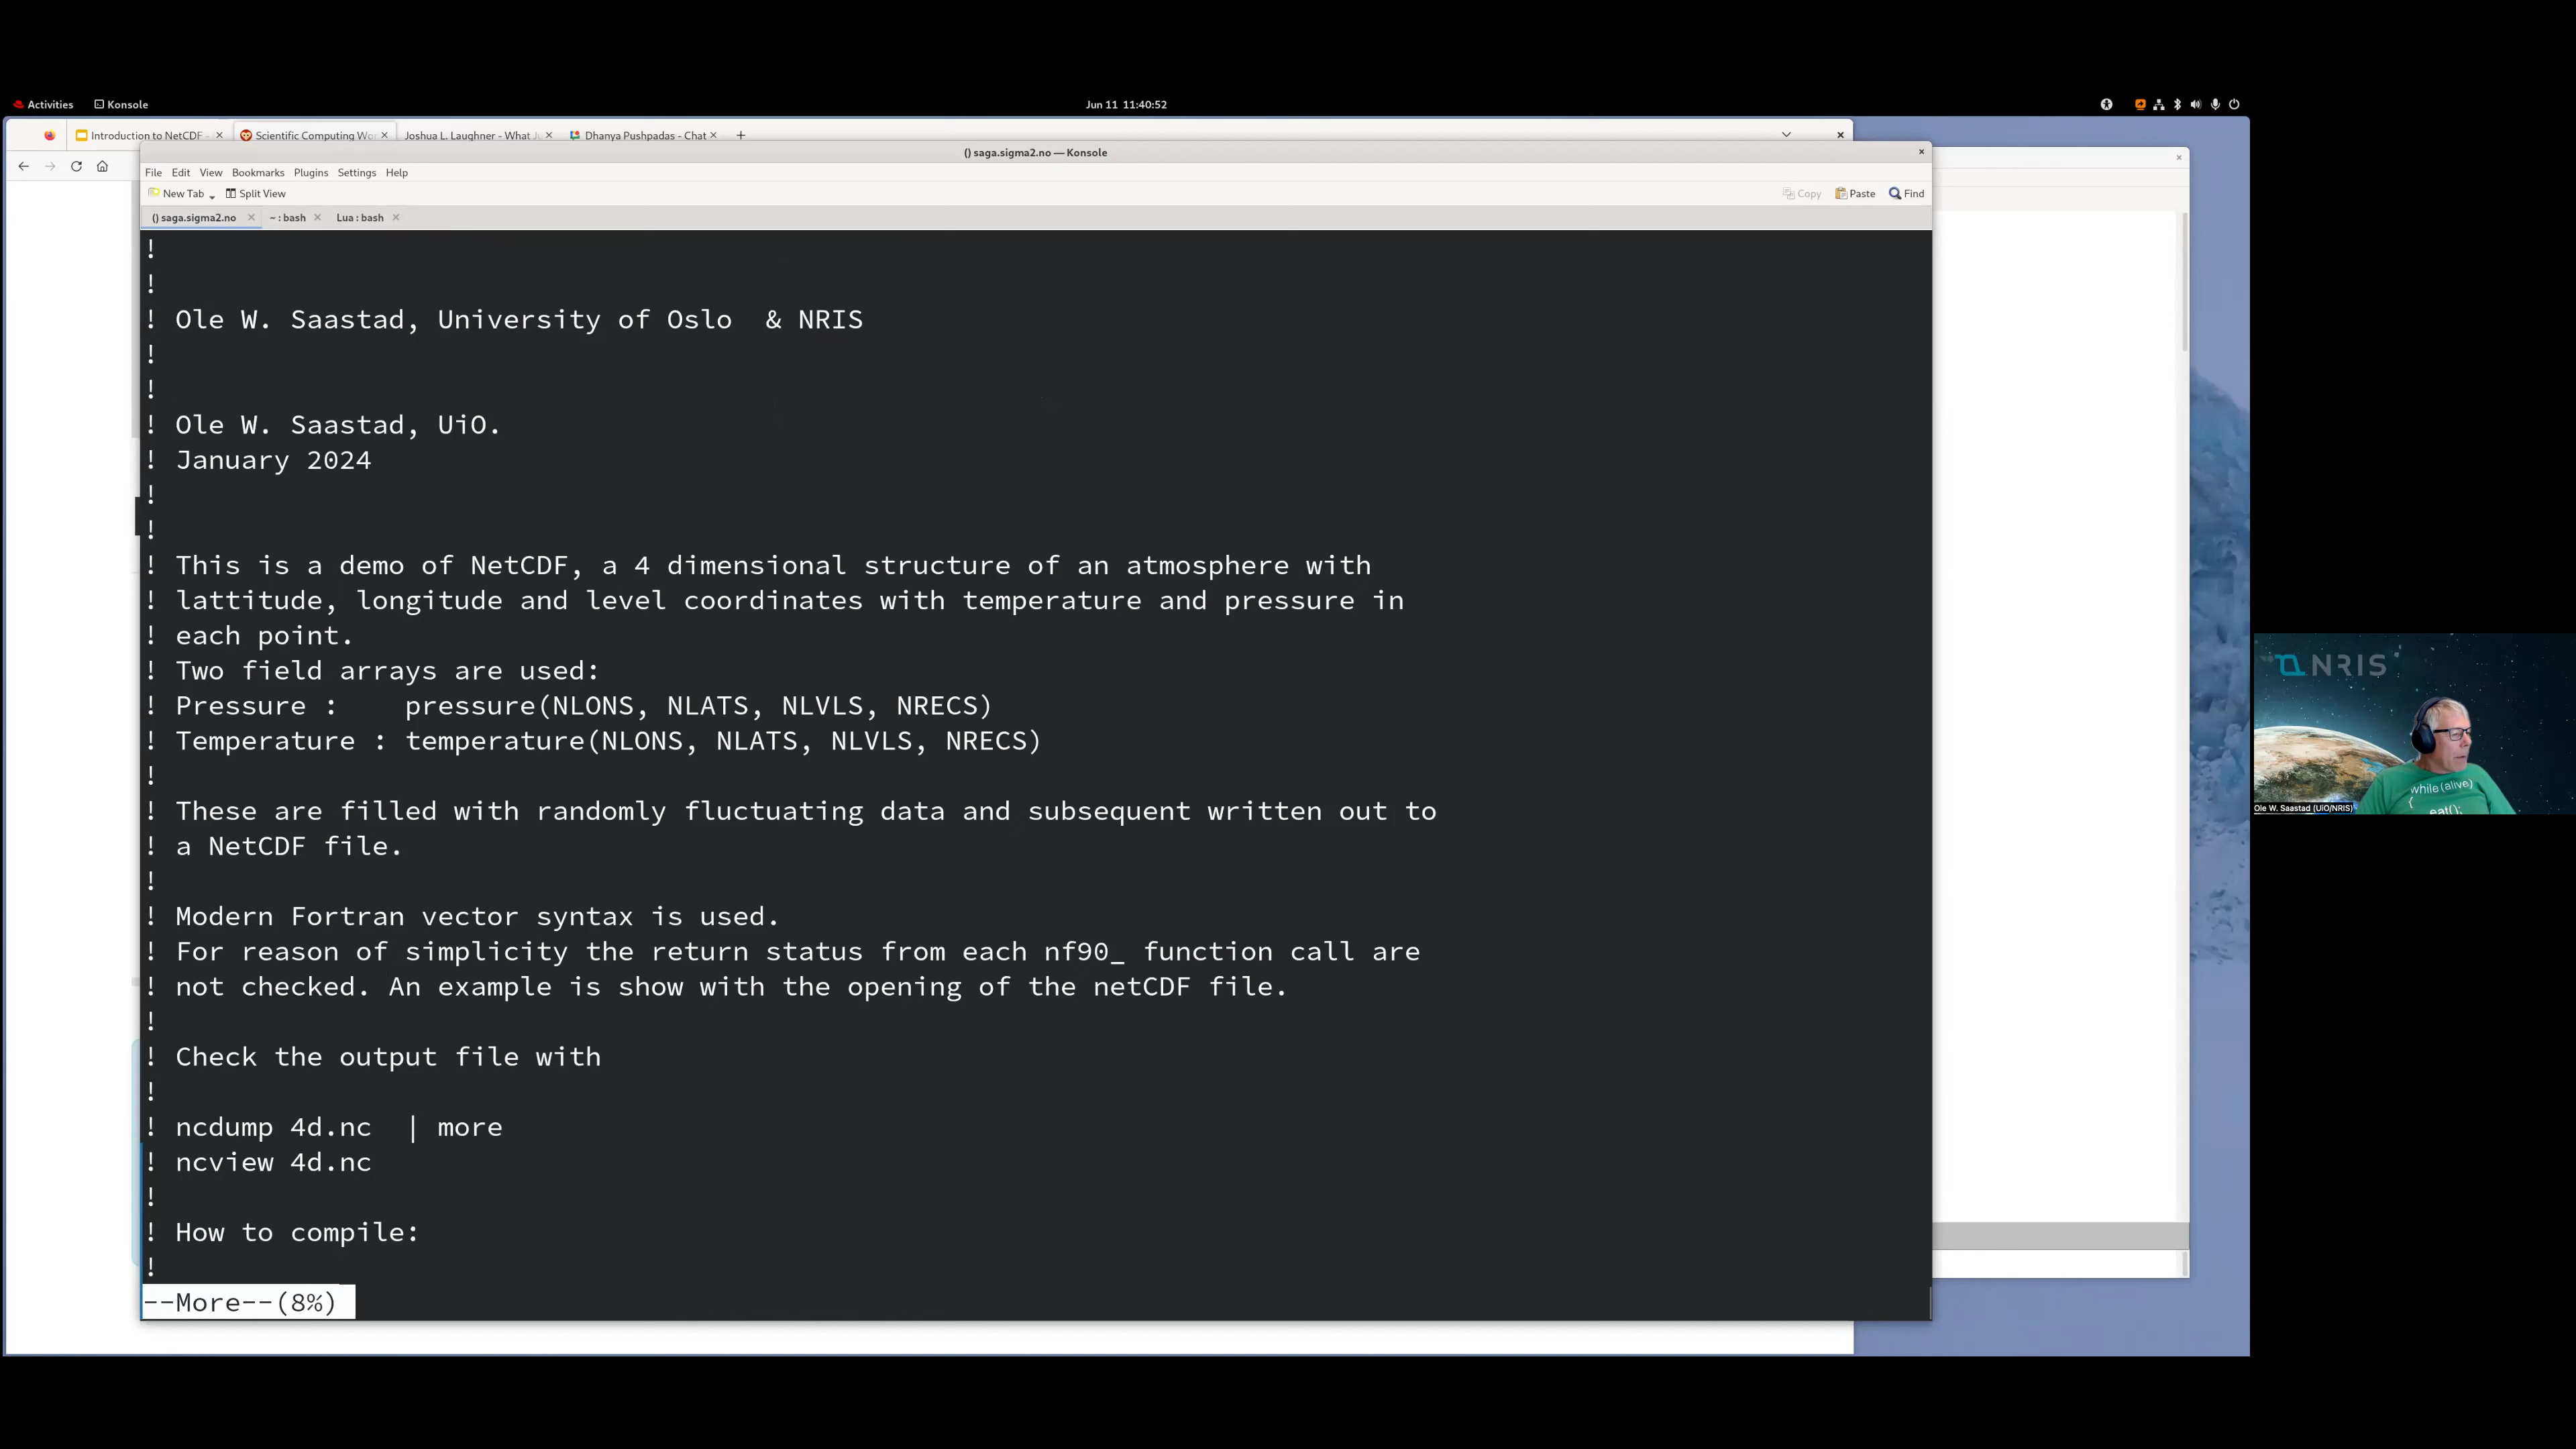 Activities
Konsole
Jun 11 11:40:52
Introduction to NetCDF -
Scientific Computing Wor
Joshua L. Laughner - What Ju
Dhanya Pushpadas - Chat
() saga.sigma2.no — Konsole
File Edit View Bookmarks Plugins Settings Help
New Tab Split View
Copy Paste Find
() saga.sigma2.no
~ : bash
Lua : bash
!
!
! Ole W. Saastad, University of Oslo  & NRIS
!
!
! Ole W. Saastad, UiO.
! January 2024
!
!
! This is a demo of NetCDF, a 4 dimensional structure of an atmosphere with
! lattitude, longitude and level coordinates with temperature and pressure in
! each point.
! Two field arrays are used:
! Pressure :    pressure(NLONS, NLATS, NLVLS, NRECS)
! Temperature : temperature(NLONS, NLATS, NLVLS, NRECS)
!
! These are filled with randomly fluctuating data and subsequent written out to
! a NetCDF file.
!
! Modern Fortran vector syntax is used.
! For reason of simplicity the return status from each nf90_ function call are
! not checked. An example is show with the opening of the netCDF file.
!
! Check the output file with
!
! ncdump 4d.nc  | more
! ncview 4d.nc
!
! How to compile:
!
--More--(8%)
NRIS
while(alive)
{
eat();
Ole W. Saastad (UiO/NRIS)